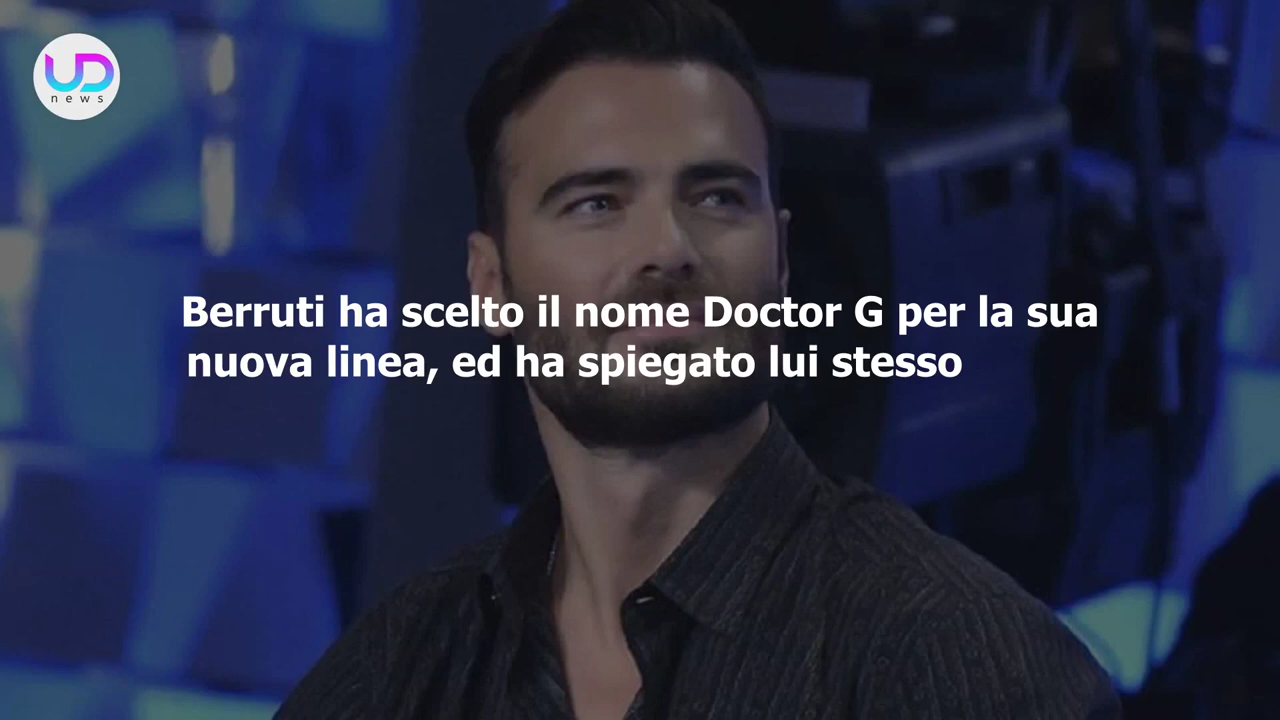 UD
news
Berruti ha scelto il nome Doctor G per la sua
nuova linea, ed ha spiegato lui stesso